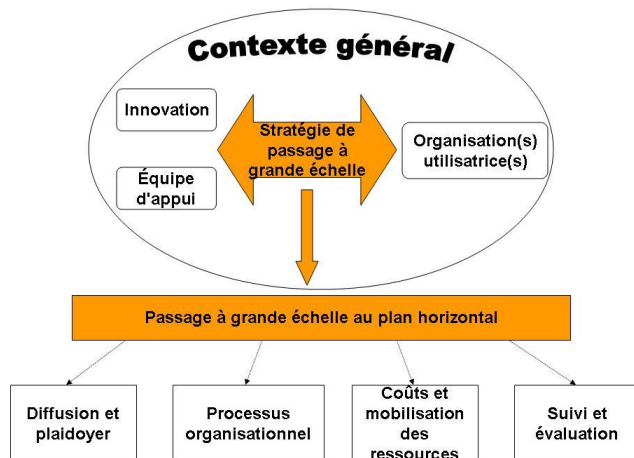 Contexte général
Innovation
Équipe
d'appui
Stratégie de
passage à
grande échelle
Organisation(s)
utilisatrice(s)
Passage à grande échelle au plan horizontal
Diffusion et
plaidoyer
Processus
organisationnel
Coûts et
mobilisation
des
ressources
Suivi et
évaluation